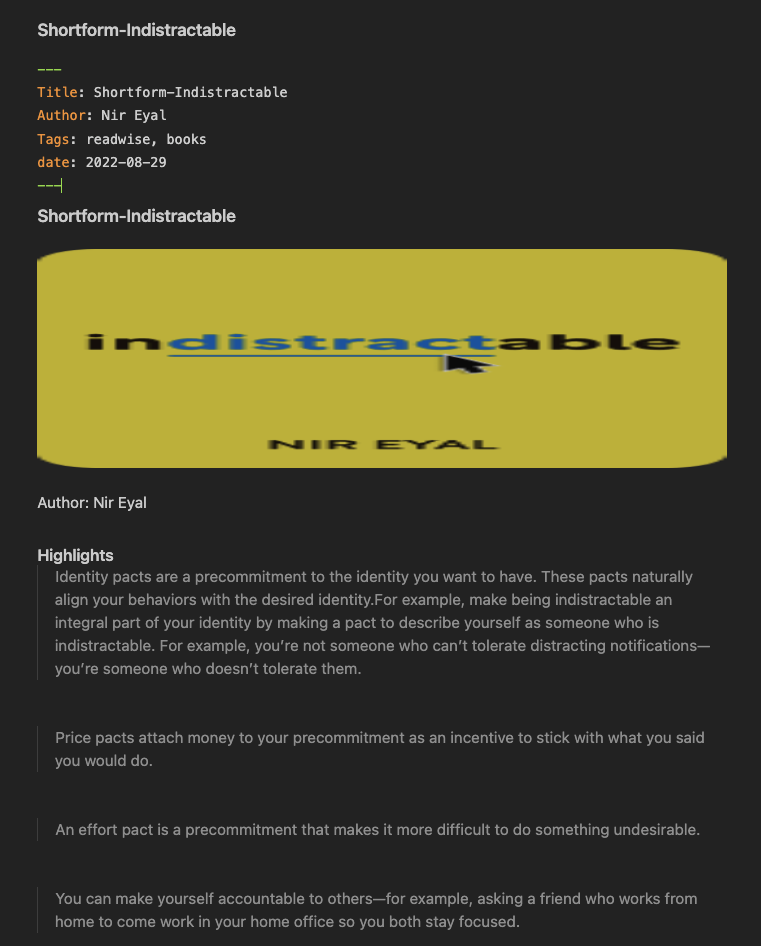 Shortform-Indistractable
---
Title: Shortform-Indistractable
Author: Nir Eyal
Tags: readwise, books
date: 2022-08-29
---
Shortform-Indistractable
indistractable
NIR EYAL
Author: Nir Eyal
Highlights
Identity pacts are a precommitment to the identity you want to have. These pacts naturally
align your behaviors with the desired identity.For example, make being indistractable an
integral part of your identity by making a pact to describe yourself as someone who is
indistractable. For example, you’re not someone who can’t tolerate distracting notifications—
you’re someone who doesn’t tolerate them.
Price pacts attach money to your precommitment as an incentive to stick with what you said
you would do.
An effort pact is a precommitment that makes it more difficult to do something undesirable.
You can make yourself accountable to others—for example, asking a friend who works from
home to come work in your home office so you both stay focused.